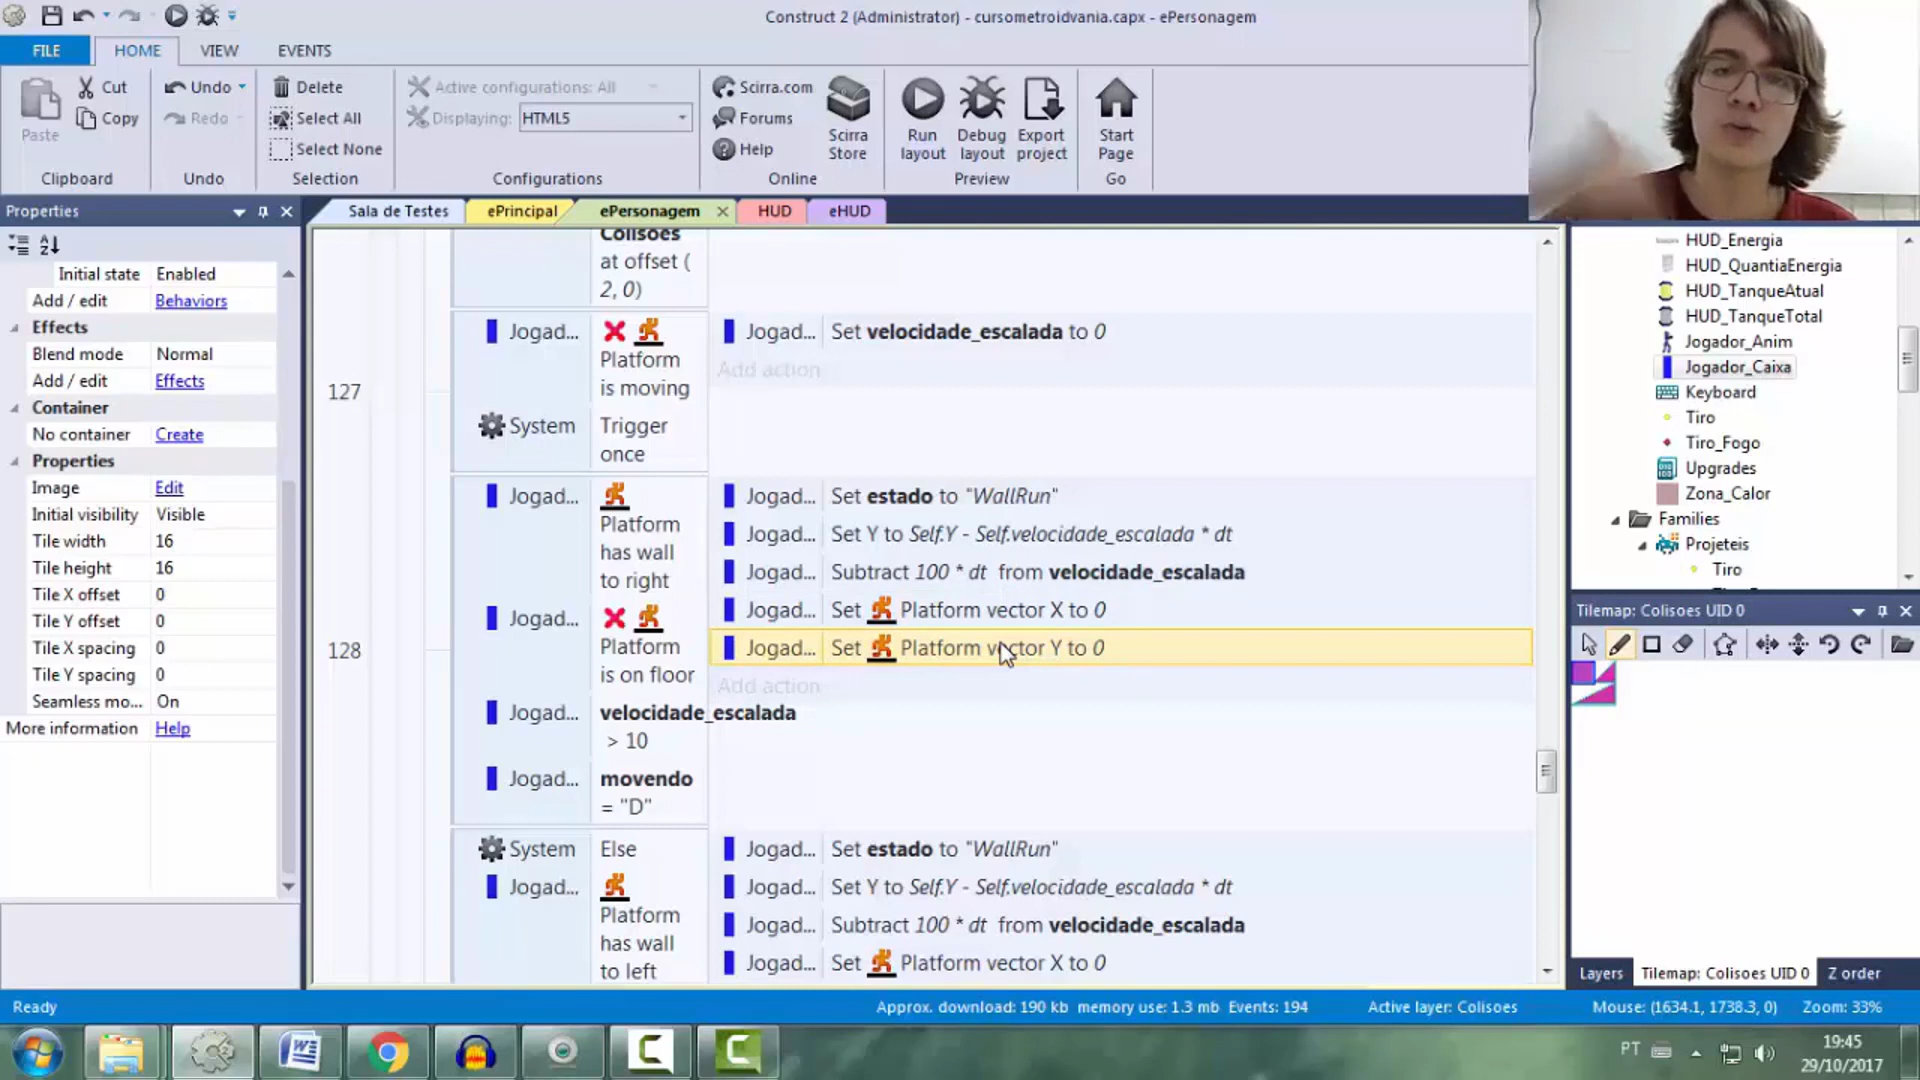 Construct 2 (Administrator) - cursometroidvania.capx - ePersonagem
FILE
HOME
VIEW
EVENTS
Paste
Cut
Copy
Clipboard
Undo
Redo
Undo
Delete
Select All
Select None
Selection
Active configurations: All
Displaying:
HTML5
Configurations
Scirra.com
Forums
Help
Scirra
Store
Online
Run
layout
Debug
layout
Export
project
Preview
Start
Page
Go
Properties
Initial state Enabled
Add / edit Behaviors
Effects
Blend mode Normal
Add / edit Effects
Container
No container Create
Properties
Image Edit
Initial visibility Visible
Tile width 16
Tile height 16
Tile X offset 0
Tile Y offset 0
Tile X spacing 0
Tile Y spacing 0
Seamless mo... On
More information Help
Sala de Testes
ePrincipal
ePersonagem
HUD
eHUD
Colisoes
at offset (
2, 0)
127
Jogad...
Platform
is moving
System
Trigger
once
Jogad... Set velocidade_escalada to 0
Add action
128
Jogad...
Platform
has wall
to right
Jogad...
Platform
is on floor
Jogad... velocidade_escalada
> 10
Jogad... movendo
= "D"
Jogad... Set estado to "WallRun"
Jogad... Set Y to Self.Y - Self.velocidade_escalada * dt
Jogad... Subtract 100 * dt from velocidade_escalada
Jogad... Set Platform vector X to 0
Jogad... Set Platform vector Y to 0
Add action
System Else
Jogad...
Platform
has wall
to left
Jogad... Set estado to "WallRun"
Jogad... Set Y to Self.Y - Self.velocidade_escalada * dt
Jogad... Subtract 100 * dt from velocidade_escalada
Jogad... Set Platform vector X to 0
HUD_Energia
HUD_QuantiaEnergia
HUD_TanqueAtual
HUD_TanqueTotal
Jogador_Anim
Jogador_Caixa
Keyboard
Tiro
Tiro_Fogo
Upgrades
Zona_Calor
Families
Projeteis
Tiro
Tilemap: Colisoes UID 0
Layers
Tilemap: Colisoes UID 0
Z order
Ready
Approx. download: 190 kb memory use: 1.3 mb Events: 194
Active layer: Colisoes
Mouse: (1634.1, 1738.3, 0)
Zoom: 33%
PT
19:45
29/10/2017